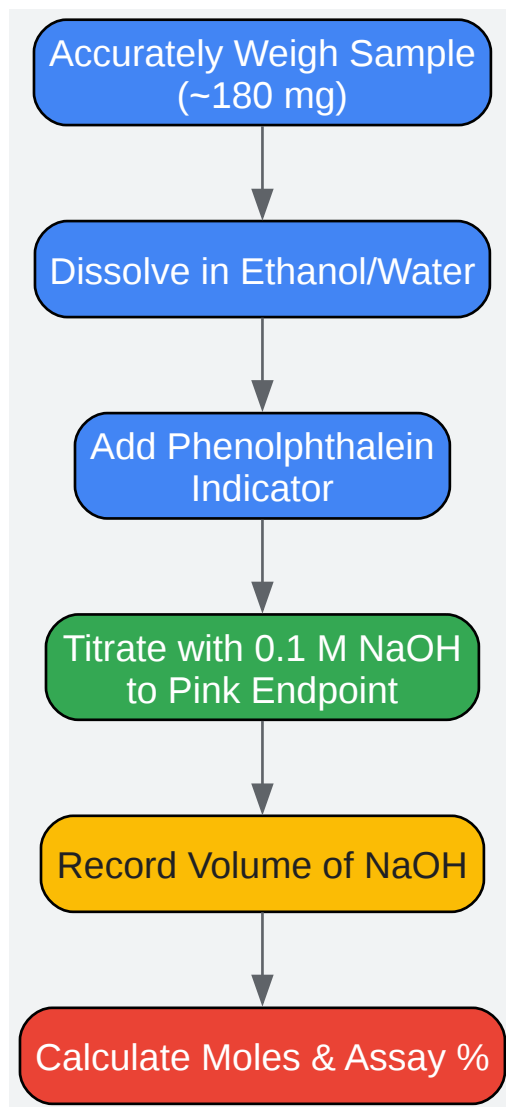 Accurately Weigh Sample
(~180 mg)
Dissolve in Ethanol/Water
Add Phenolphthalein
Indicator
Titrate with 0.1 M NaOH
to Pink Endpoint
Record Volume of NaOH
Calculate Moles & Assay %